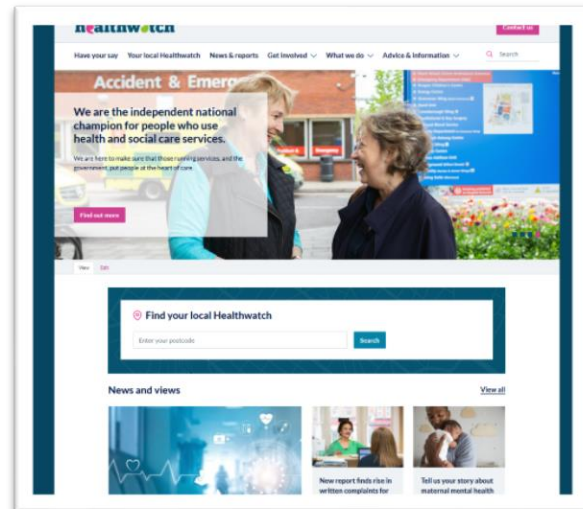 healthwatch
Contact us
Have your say Your local Healthwatch News & reports Get involved What we do Advice & Information Search
Accident & Emerg
We are the independent national
champion for people who use
health and social care services.
We are here to make sure that those running services, and the
government, put people at the heart of care.
Find out more
View Edit
Find your local Healthwatch
Enter your postcode
Search
News and views
View all
New report finds rise in
written complaints for
Tell us your story about
maternal mental health